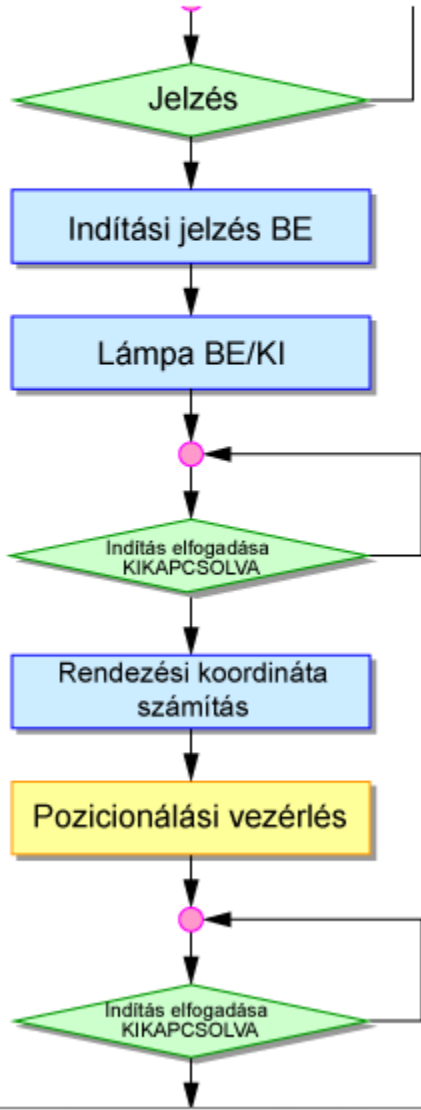 Jelzés
Indítási jelzés BE
Lámpa BE/KI
Indítás elfogadása
KIKAPCSOLVA
Rendezési koordináta
számítás
Pozicionálási vezérlés
Indítás elfogadása
KIKAPCSOLVA